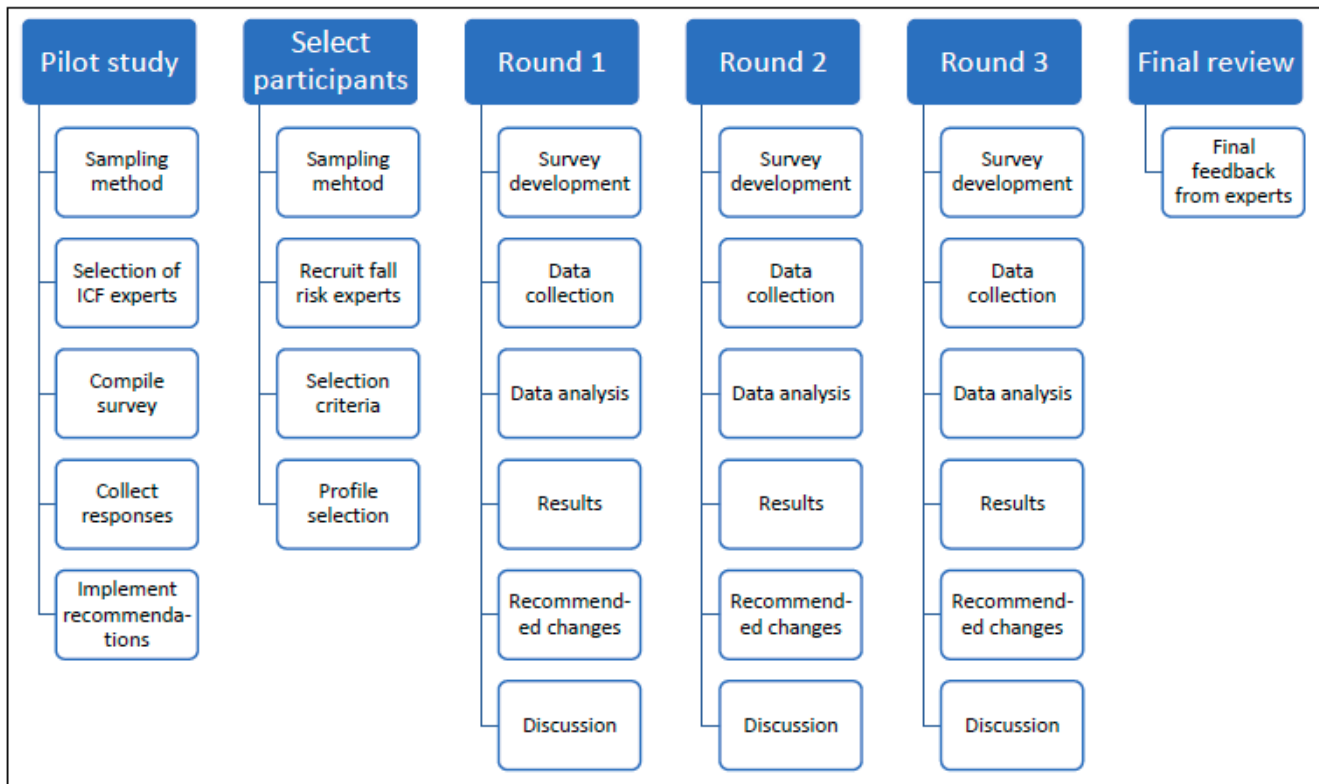 Pilot study
Sampling
method
Selection of
ICF experts
Compile
survey
Collect
responses
Implement
recommenda-
tions
Select
participants
Sampling
mehtod
Recruit fall
risk experts
Selection
criteria
Profile
selection
Round 1
Survey
development
Data
collection
Data analysis
Results
Recommend-
ed changes
Discussion
Round 2
Survey
development
Data
collection
Data analysis
Results
Recommend-
ed changes
Discussion
Round 3
Survey
development
Data
collection
Data analysis
Results
Recommend-
ed changes
Discussion
Final review
Final
feedback
from experts